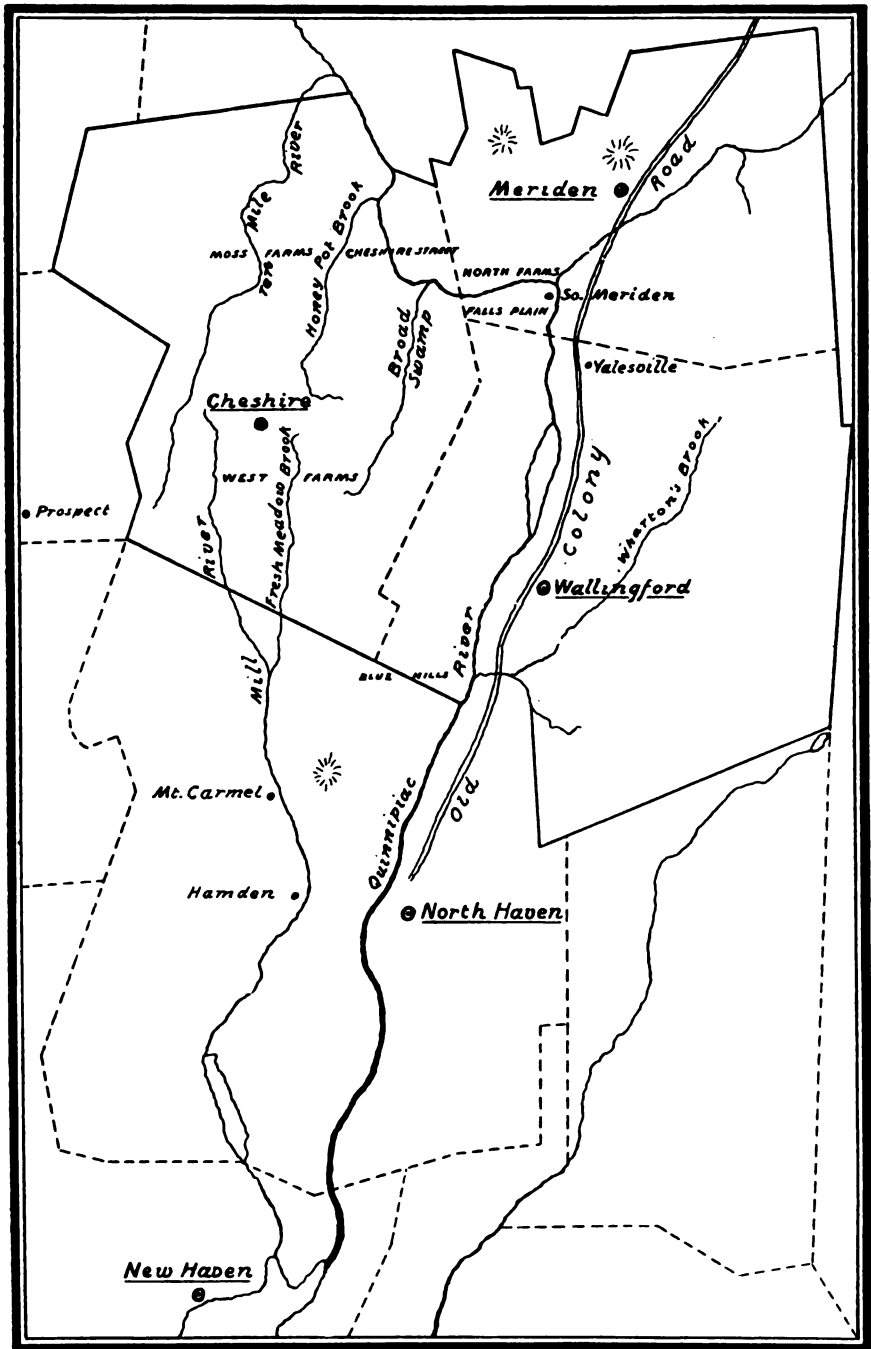 Meriden
Road
Ten Mile River
Honey Pot Brook
MOSS FARMS
CHESHIRE STREET
NORTH FARMS
So. Meriden
FALLS PLAIN
Broad
Swamp
Yalesville
Cheshire
WEST FARMS
Prospect
River
Fresh Meadow Brook
Colony
Wharton's Brook
Wallingford
River
BLUE HILLS
Mill
Mt. Carmel
Quinnipiac
Old
Hamden
North Haven
New Haven